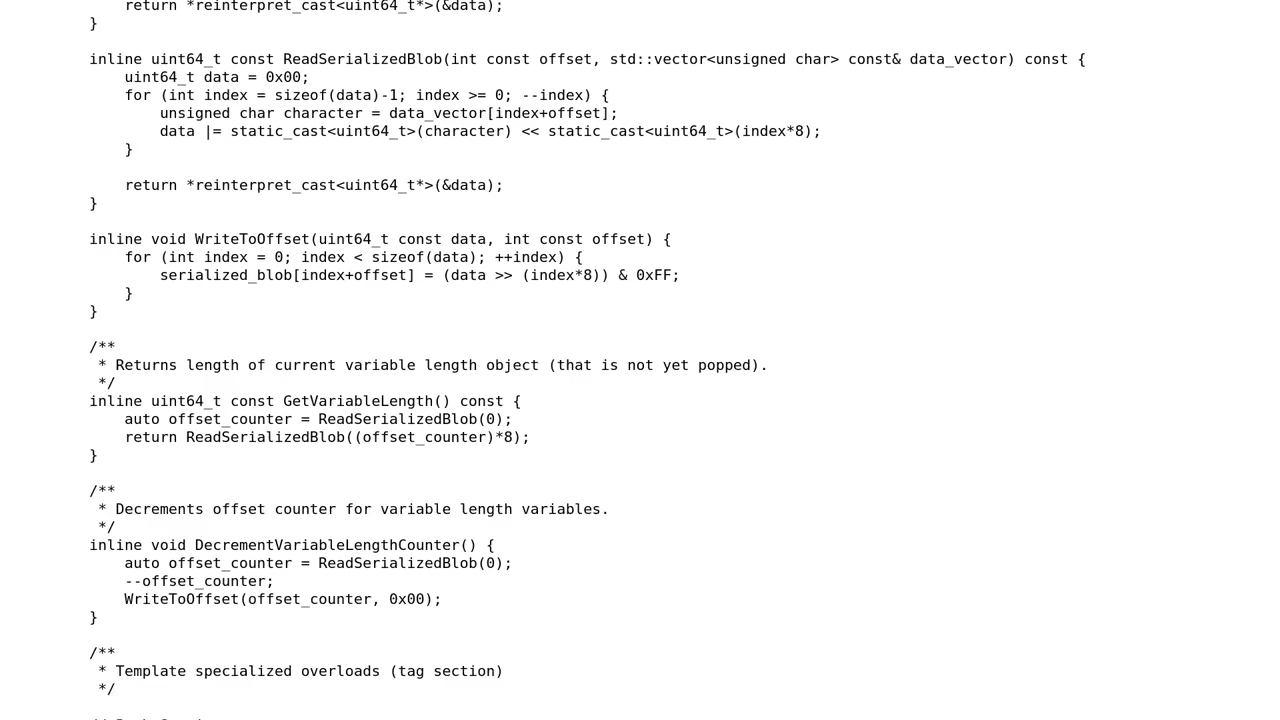 return *reinterpret_cast<uint64_t*>(&data);
}
inline uint64_t const ReadSerializedBlob(int const offset, std::vector<unsigned char> const& data_vector) const {
uint64_t data = 0x00;
for (int index = sizeof(data)-1; index >= 0; --index) {
unsigned char character = data_vector[index+offset];
data |= static_cast<uint64_t>(character) << static_cast<uint64_t>(index*8);
}
return *reinterpret_cast<uint64_t*>(&data);
}
inline void WriteToOffset(uint64_t const data, int const offset) {
for (int index = 0; index < sizeof(data); ++index) {
serialized_blob[index+offset] = (data >> (index*8)) & 0xFF;
}
}
/**
* Returns length of current variable length object (that is not yet popped).
*/
inline uint64_t const GetVariableLength() const {
auto offset_counter = ReadSerializedBlob(0);
return ReadSerializedBlob((offset_counter)*8);
}
/**
* Decrements offset counter for variable length variables.
*/
inline void DecrementVariableLengthCounter() {
auto offset_counter = ReadSerializedBlob(0);
--offset_counter;
WriteToOffset(offset_counter, 0x00);
}
/**
* Template specialized overloads (tag section)
*/